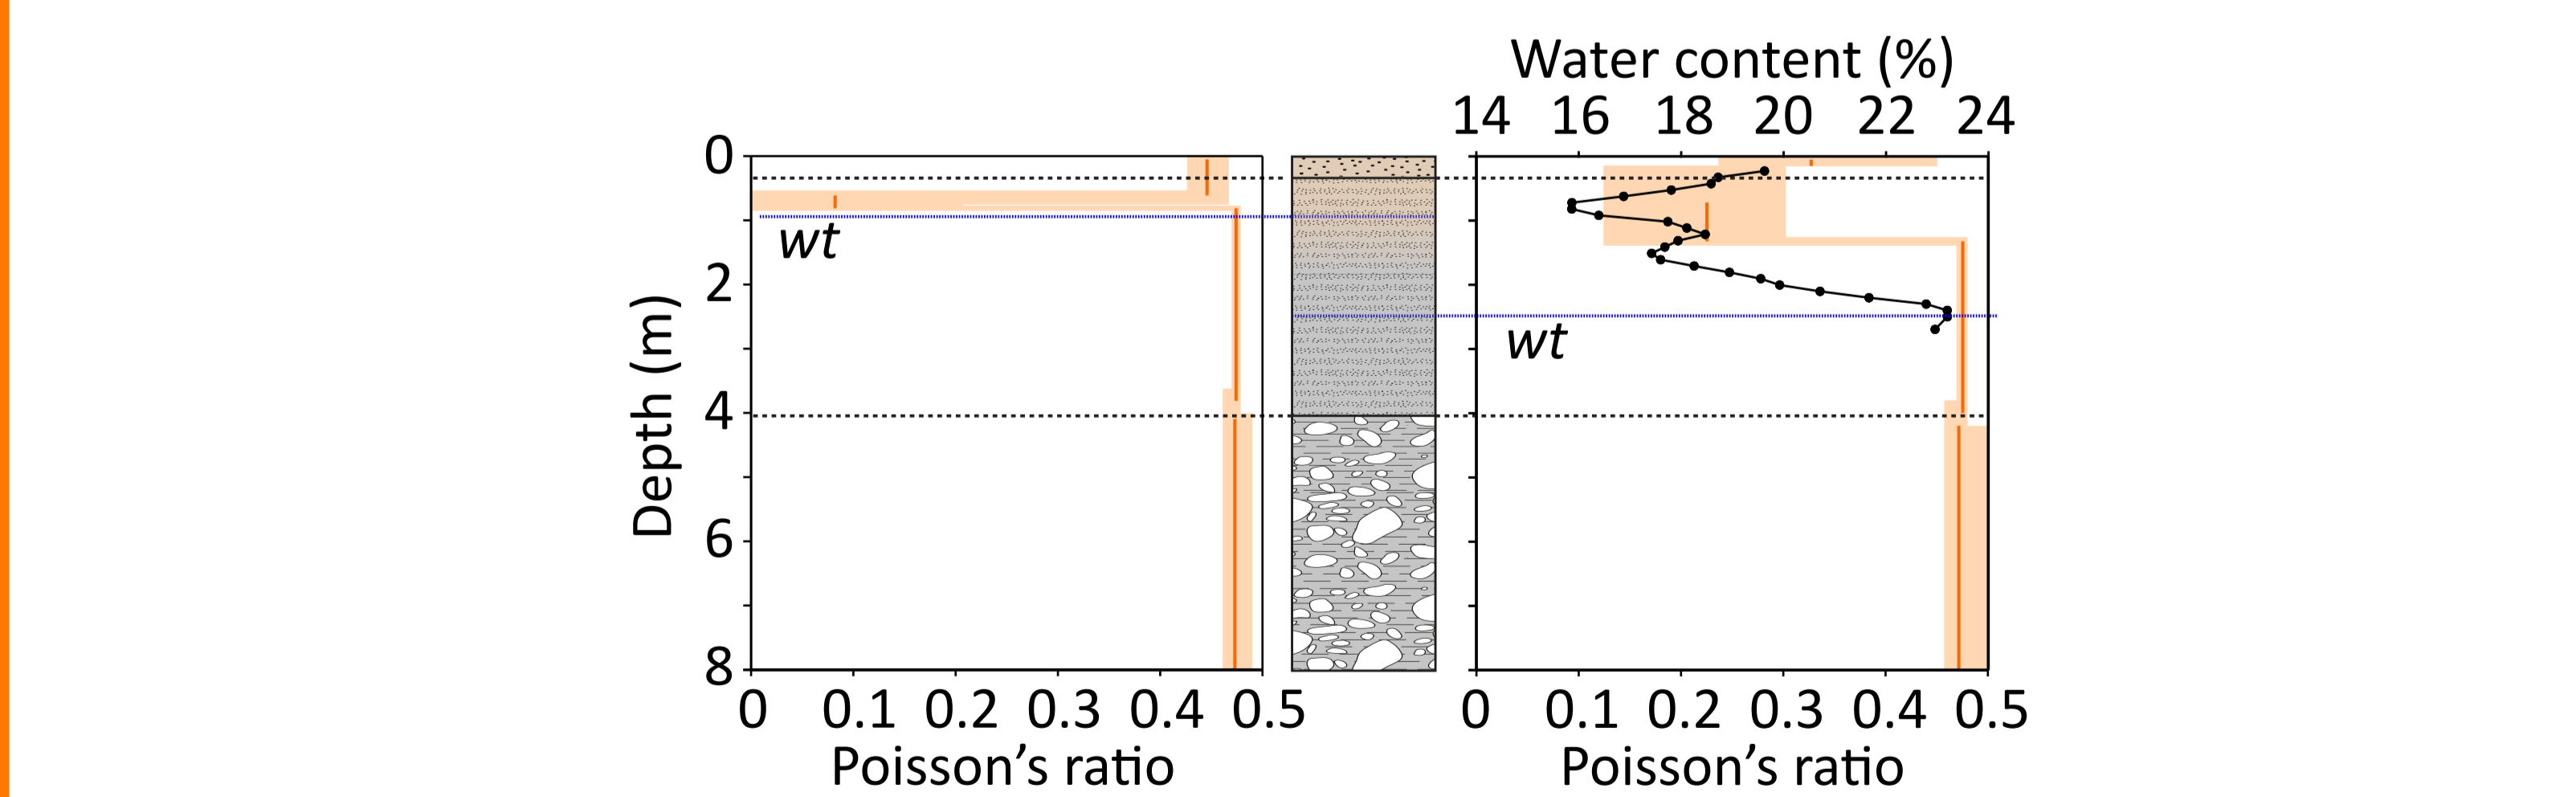 Water content (%)
14 16 18 20 22 24
Depth (m)
0
2
4
6
8
wt
wt
0 0.1 0.2 0.3 0.4 0.5
Poisson’s ratio
0 0.1 0.2 0.3 0.4 0.5
Poisson’s ratio